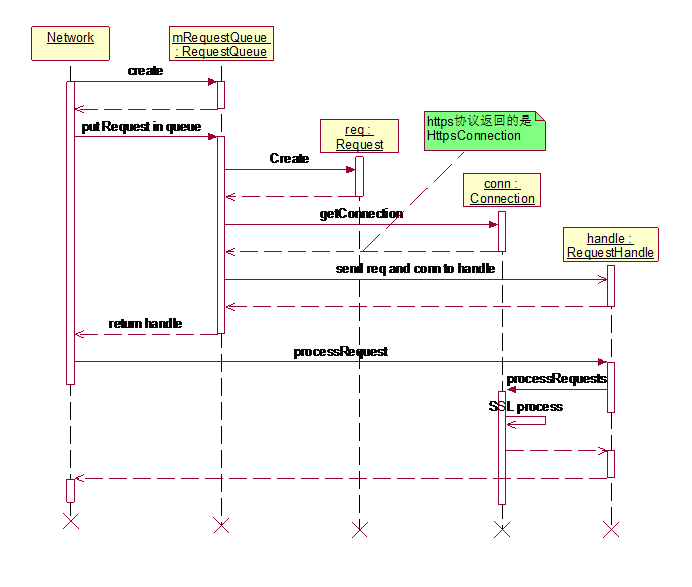 Network
mRequestQueue
: RequestQueue
create
https协议返回的是
HttpsConnection
put Request in queue
req :
Request
Create
conn :
Connection
getConnection
handle :
RequestHandle
send req and conn to handle
return handle
processRequest
processRequests
SSL process